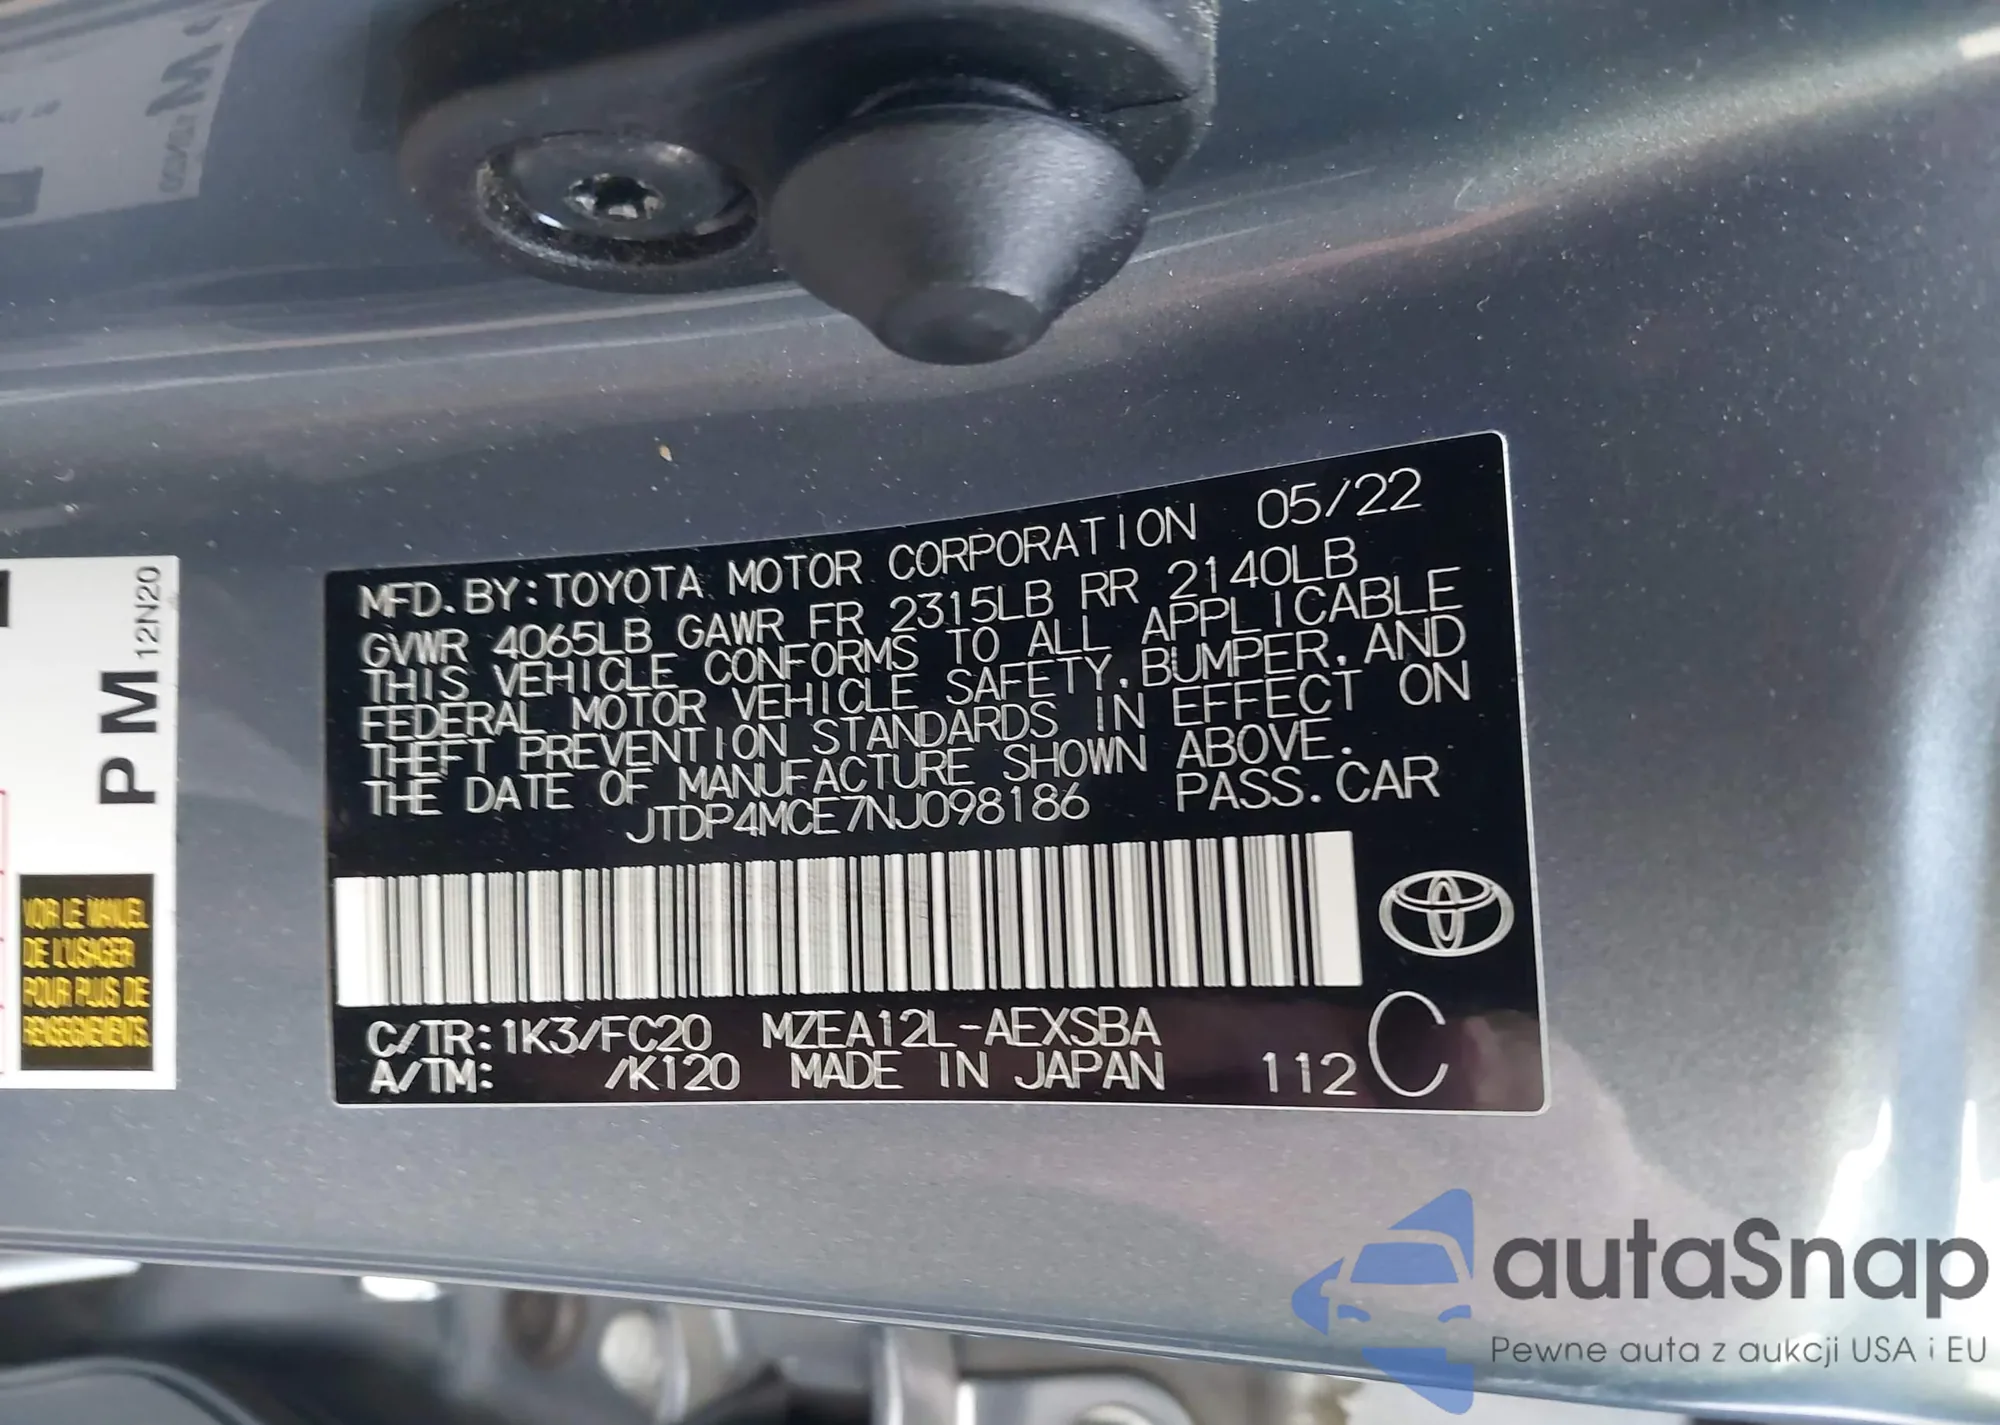 MFD. BY: TOYOTA MOTOR CORPORATION 05/22
GVWR 4065LB GAWR FR 2315LB RR 2140LB
THIS VEHICLE CONFORMS TO ALL APPLICABLE
FEDERAL MOTOR VEHICLE SAFETY, BUMPER, AND
THEFT PREVENTION STANDARDS IN EFFECT ON
THE DATE OF MANUFACTURE SHOWN ABOVE.
JTDP4MCE7NJ098186 PASS. CAR
C/TR: 1K3/FC20 MZEA12L-AEXSBA
A/TM: /K120 MADE IN JAPAN 112 C
PM 12N20
VOIR LE MANUEL
DE L'USAGER
POUR PLUS DE
RENSEIGNEMENTS.
autaSnap
Pewne auta z aukcji USA i EU